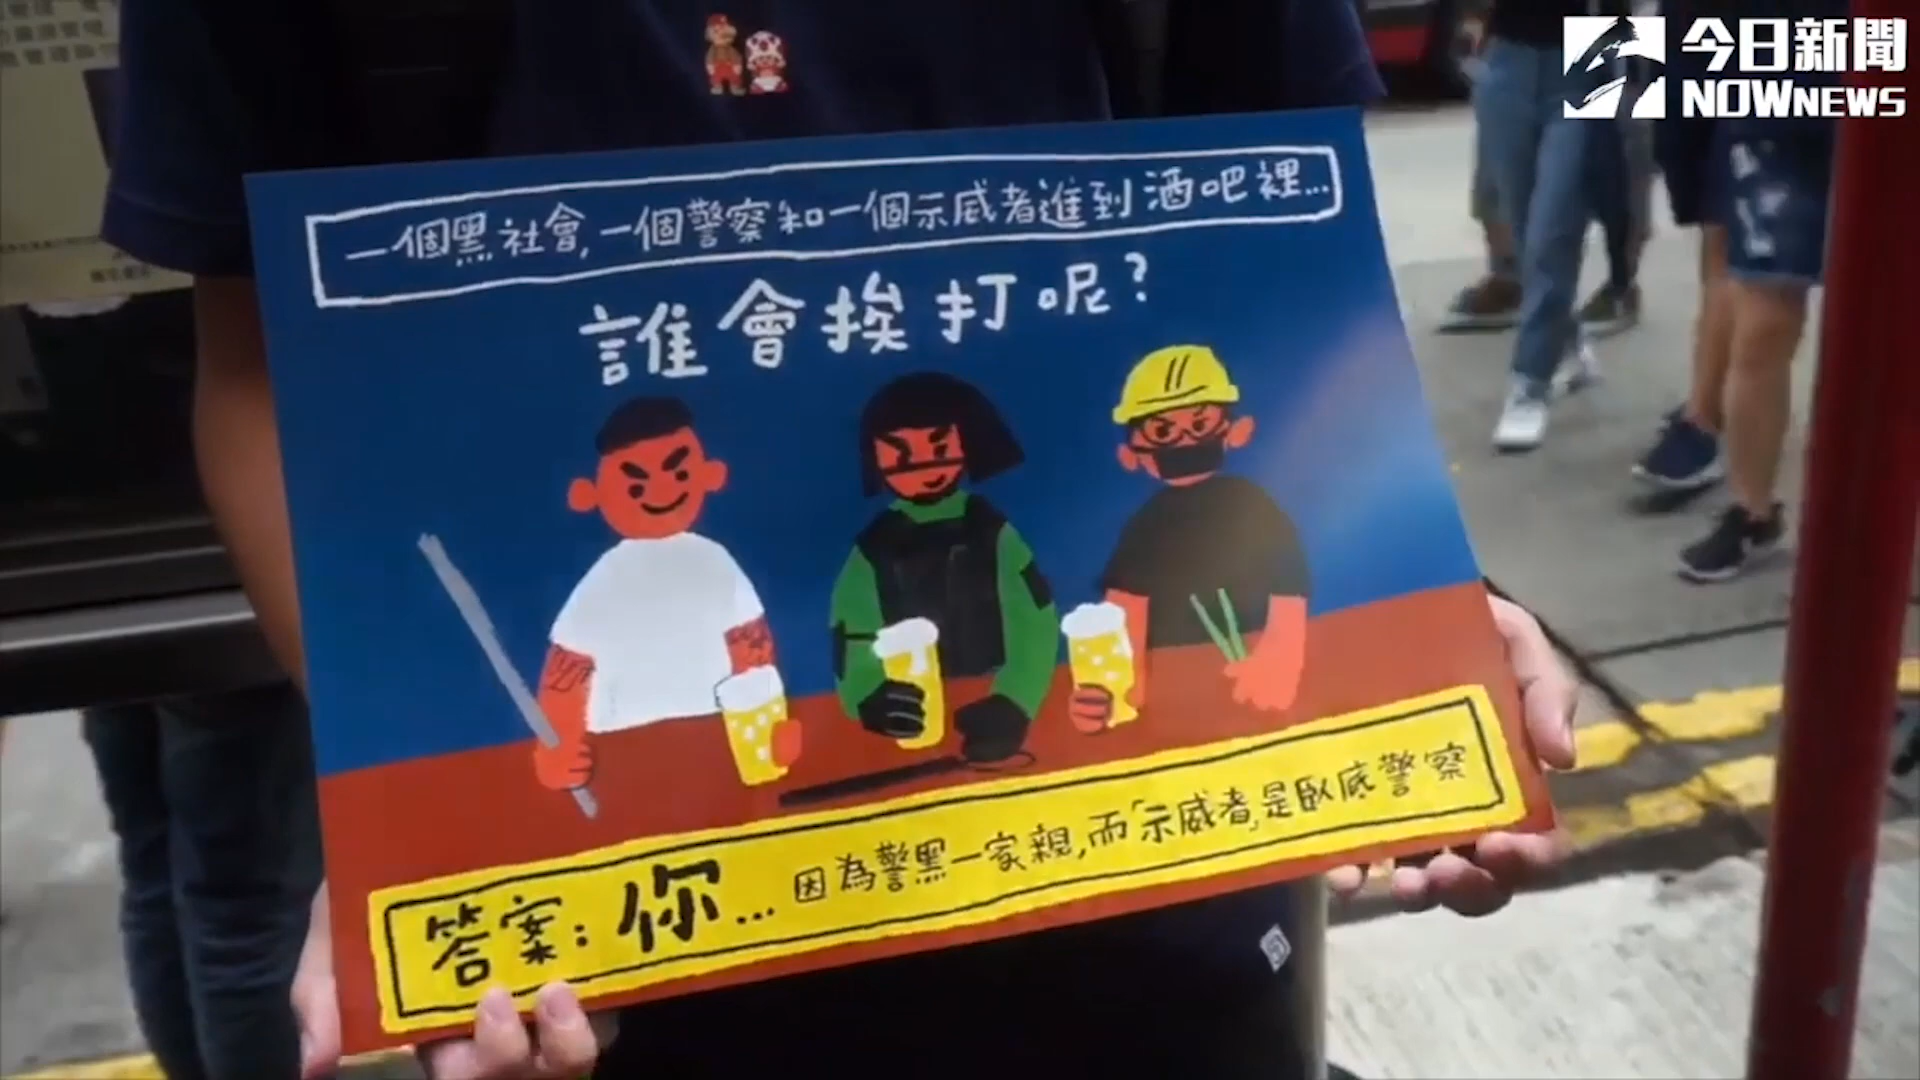 今日新聞
NOWNEWS
一個黑社會,一個警察和一個示威者進到酒吧裡...
誰會挨打呢?
答案:你...因為警黑一家親,而「示威者」是臥底警察